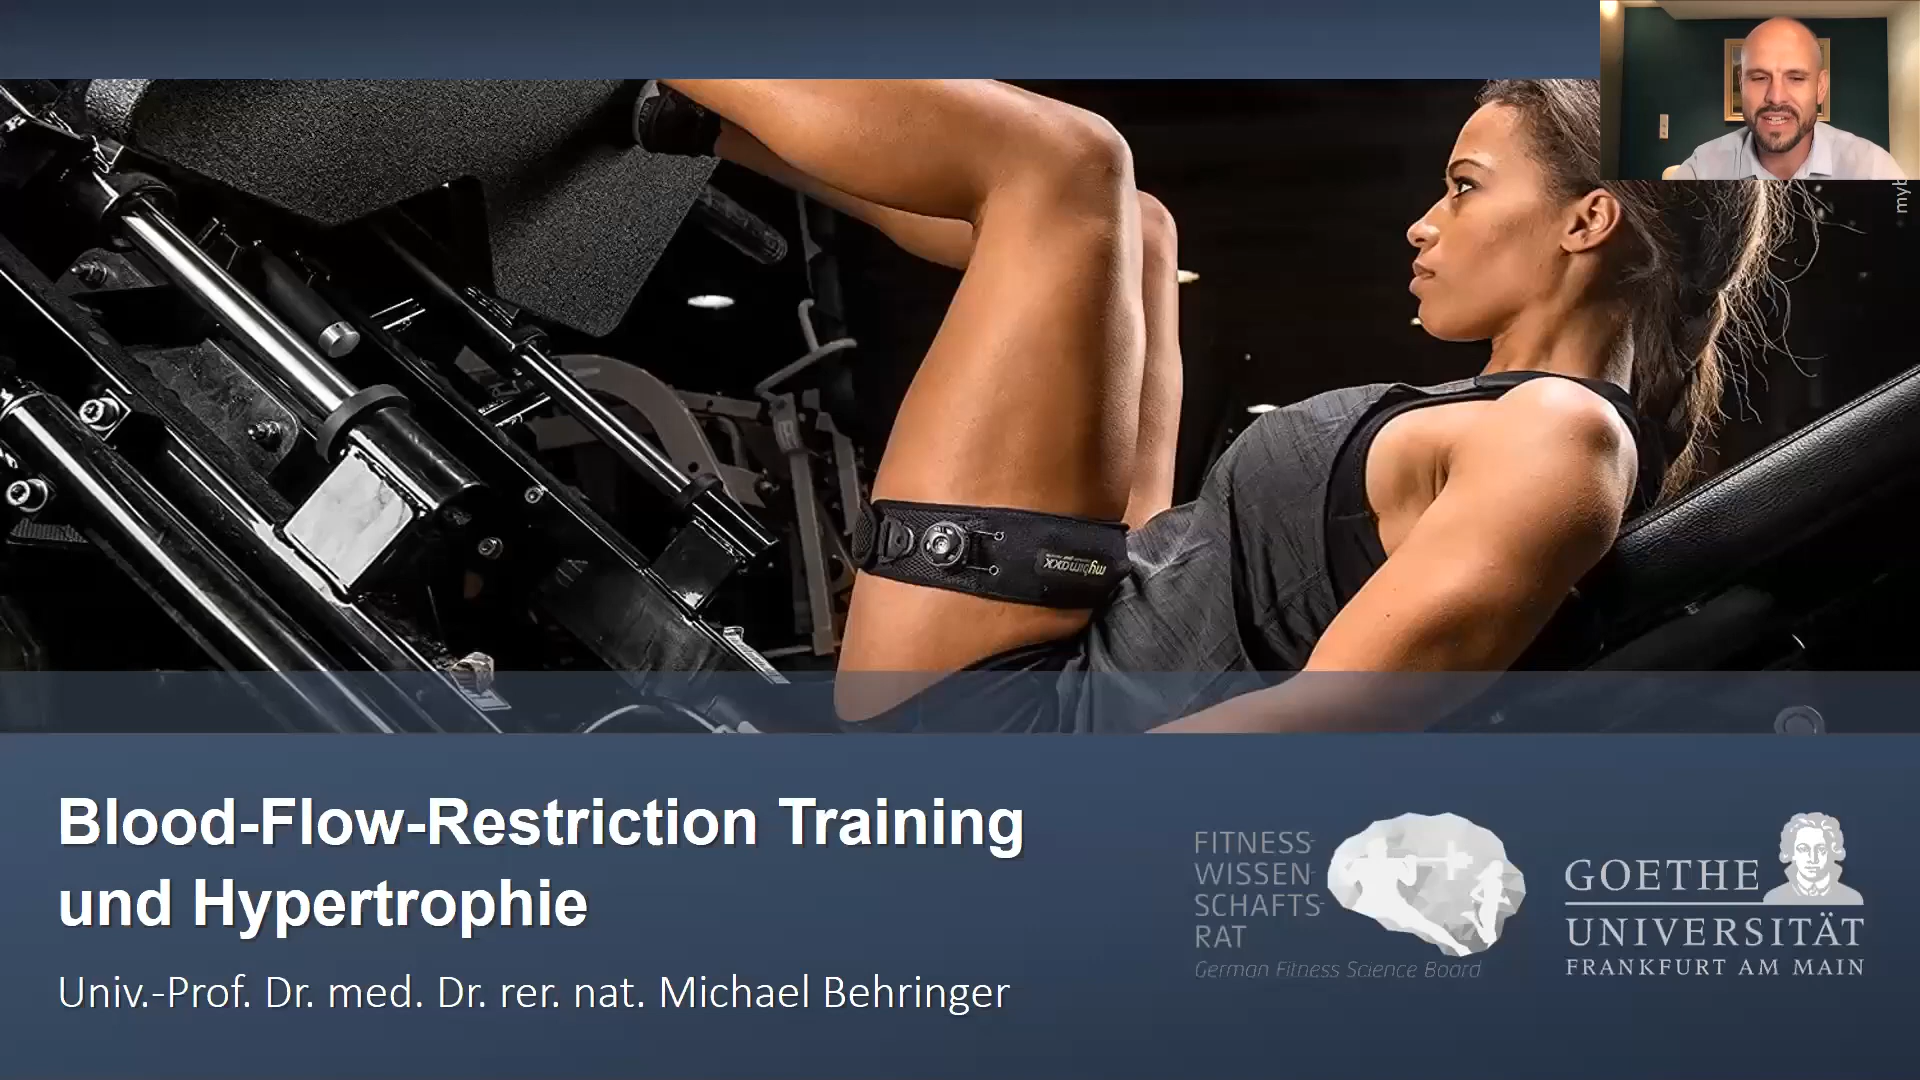 myb
mybimaxx
Blood-Flow-Restriction Training
und Hypertrophie
Univ.-Prof. Dr. med. Dr. rer. nat. Michael Behringer
FITNESS-
WISSEN-
SCHAFTS-
RAT
German Fitness Science Board
GOETHE
UNIVERSITÄT
FRANKFURT AM MAIN